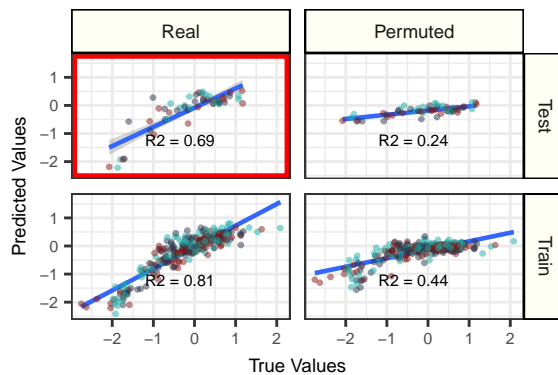 Real
Permuted
Predicted Values
1
0
−1
−2
R2 = 0.69
R2 = 0.24
Test
1
0
−1
−2
R2 = 0.81
R2 = 0.44
Train
−2
−1
0
1
2
−2
−1
0
1
2
True Values